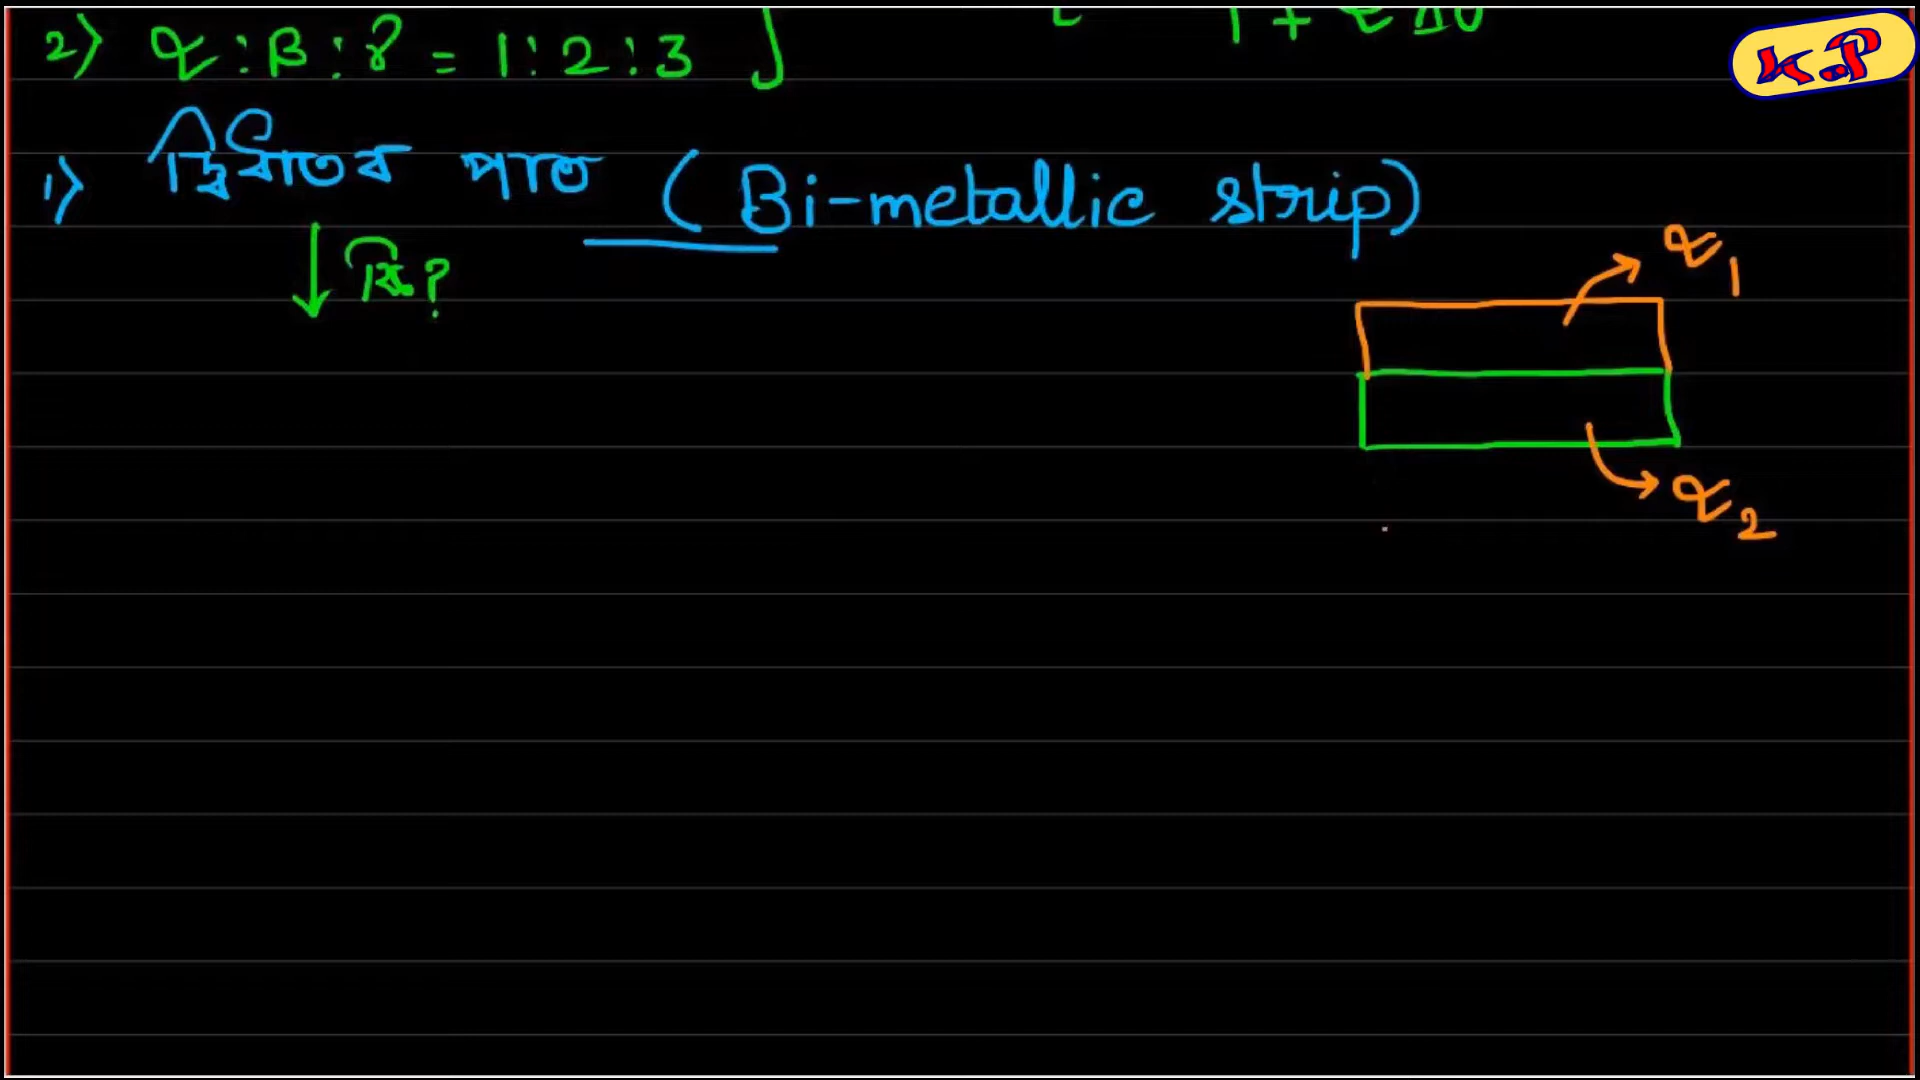 2) α : β : γ = 1 : 2 : 3
1) দ্বিধাতব পাত (Bi-metallic strip)
কি?
α1
α2
K.P